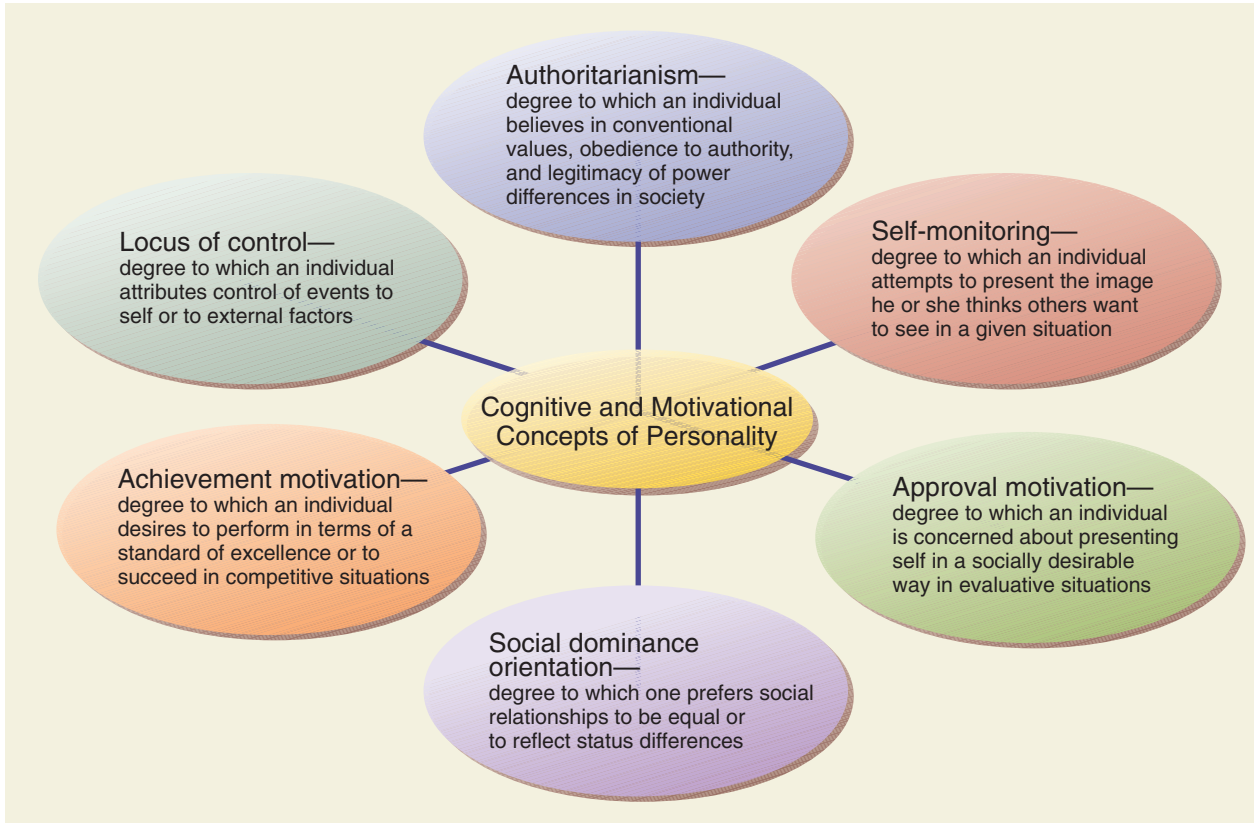 Authoritarianism—
degree to which an individual
believes in conventional
values, obedience to authority,
and legitimacy of power
differences in society
Locus of control—
degree to which an individual
attributes control of events to
self or to external factors
Self-monitoring—
degree to which an individual
attempts to present the image
he or she thinks others want
to see in a given situation
Cognitive and Motivational
Concepts of Personality
Achievement motivation—
degree to which an individual
desires to perform in terms of a
standard of excellence or to
succeed in competitive situations
Approval motivation—
degree to which an individual
is concerned about presenting
self in a socially desirable
way in evaluative situations
Social dominance
orientation—
degree to which one prefers social
relationships to be equal or
to reflect status differences